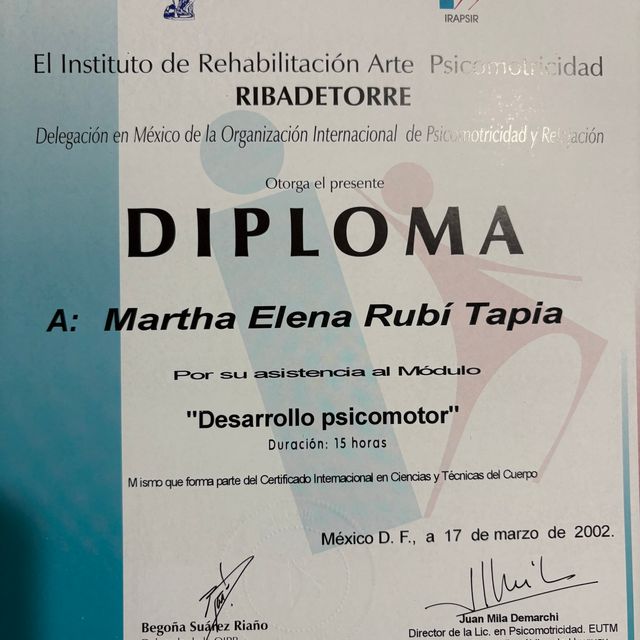 IRAPSIR
El Instituto de Rehabilitación Arte Psicomotricidad
RIBADETORRE
Delegación en México de la Organización Internacional de Psicomotricidad y Relajación
Otorga el presente
DIPLOMA
A: Martha Elena Rubí Tapia
Por su asistencia al Módulo
"Desarrollo psicomotor"
Duración: 15 horas
Mismo que forma parte del Certificado Internacional en Ciencias y Técnicas del Cuerpo
México D. F., a 17 de marzo de 2002.
Begoña Suárez Riaño
Juan Mila Demarchi
Director de la Lic. en Psicomotricidad. EUTM